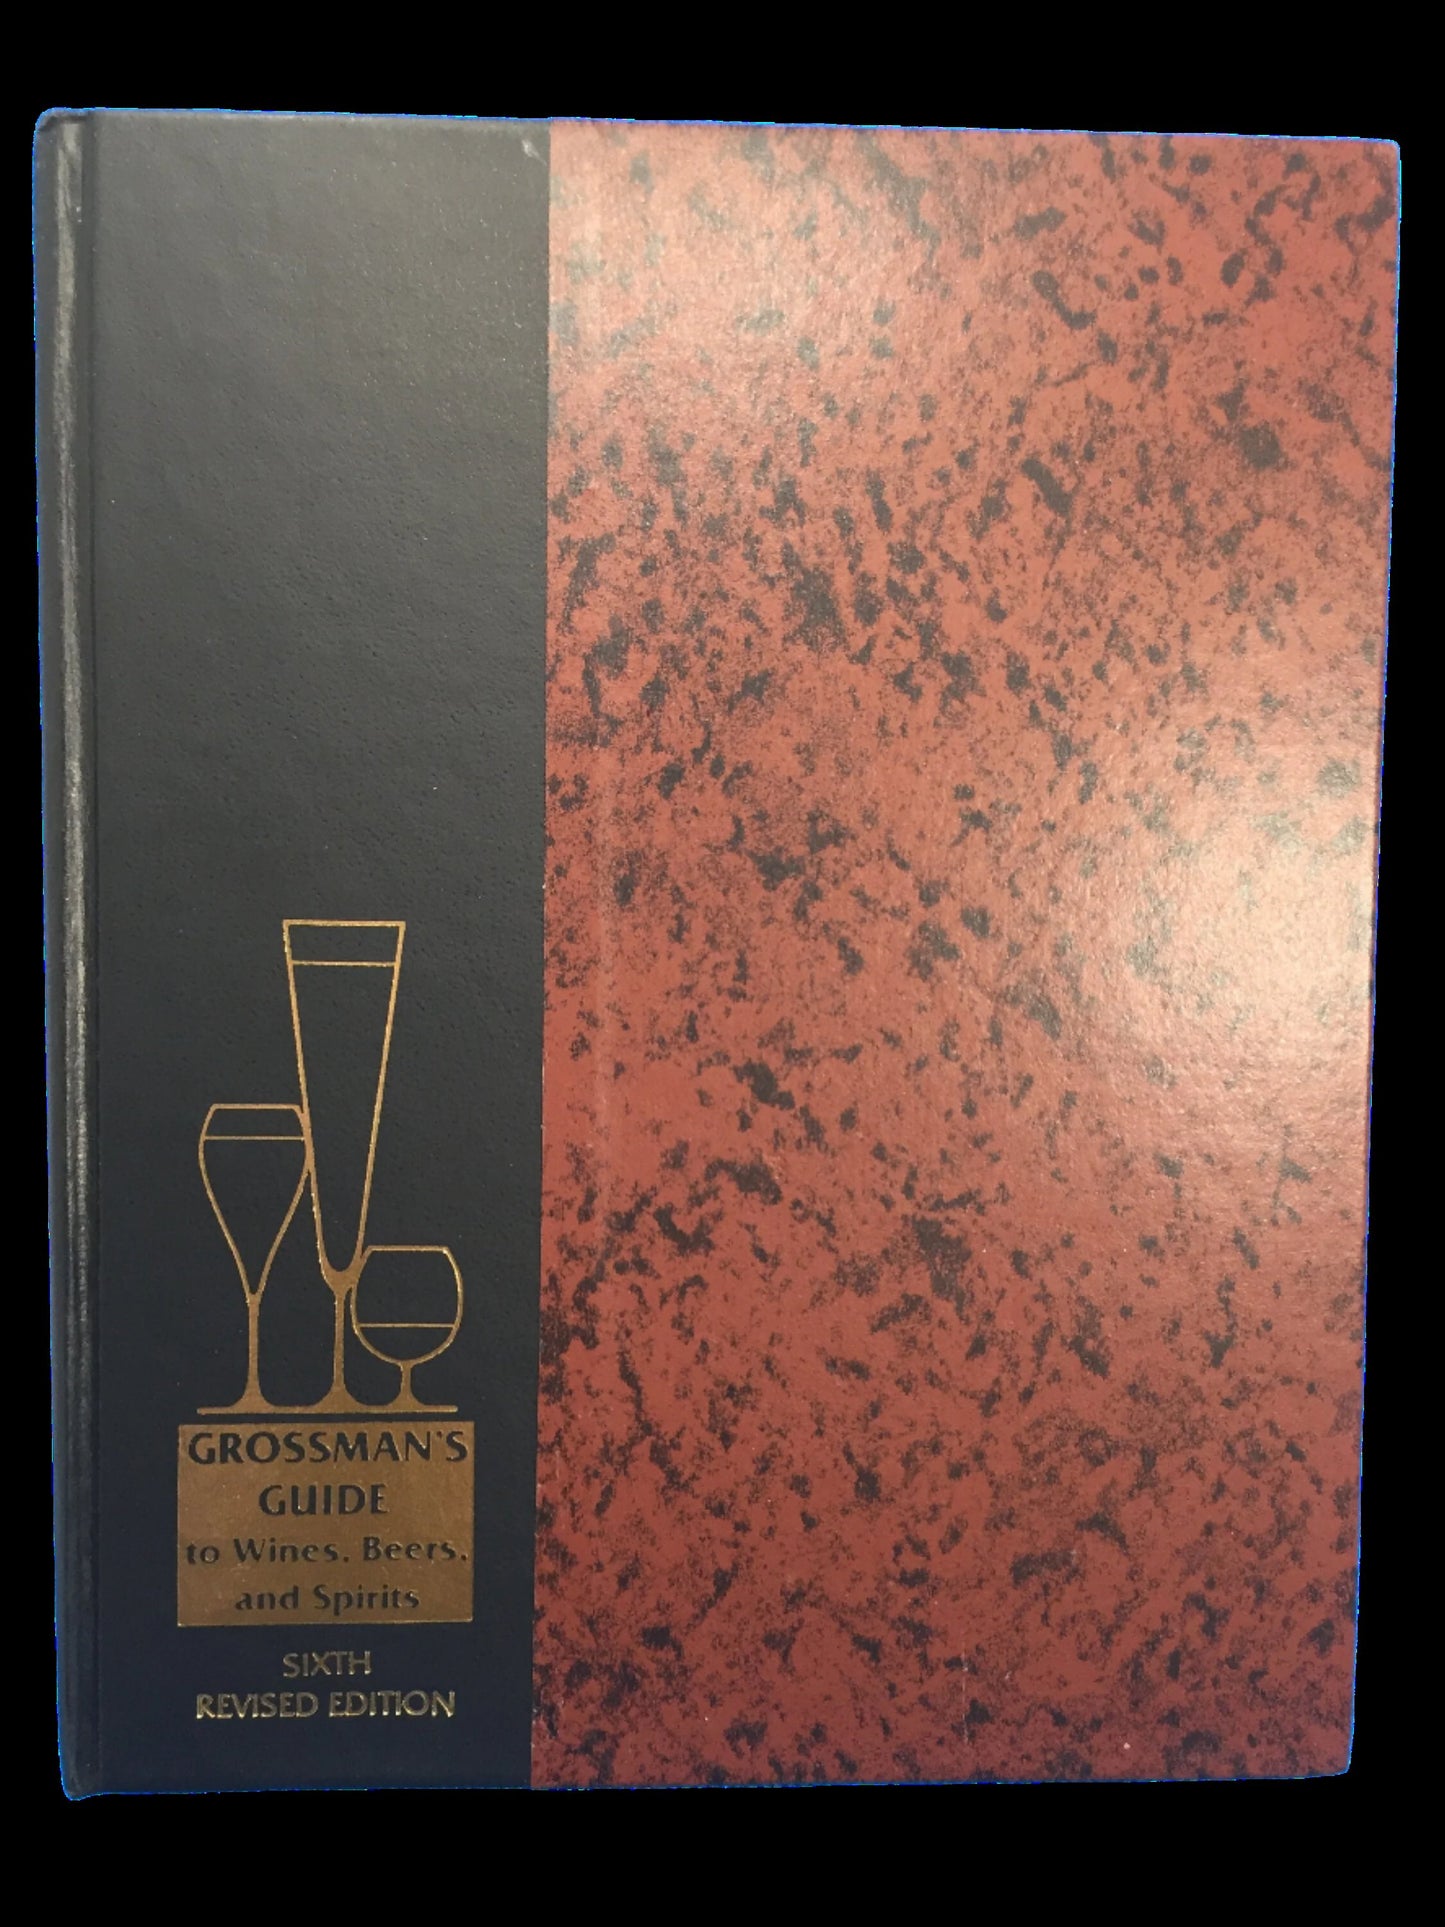 GROSSMAN'S
GUIDE
to Wines, Beers,
and Spirits
SIXTH
REVISED EDITION